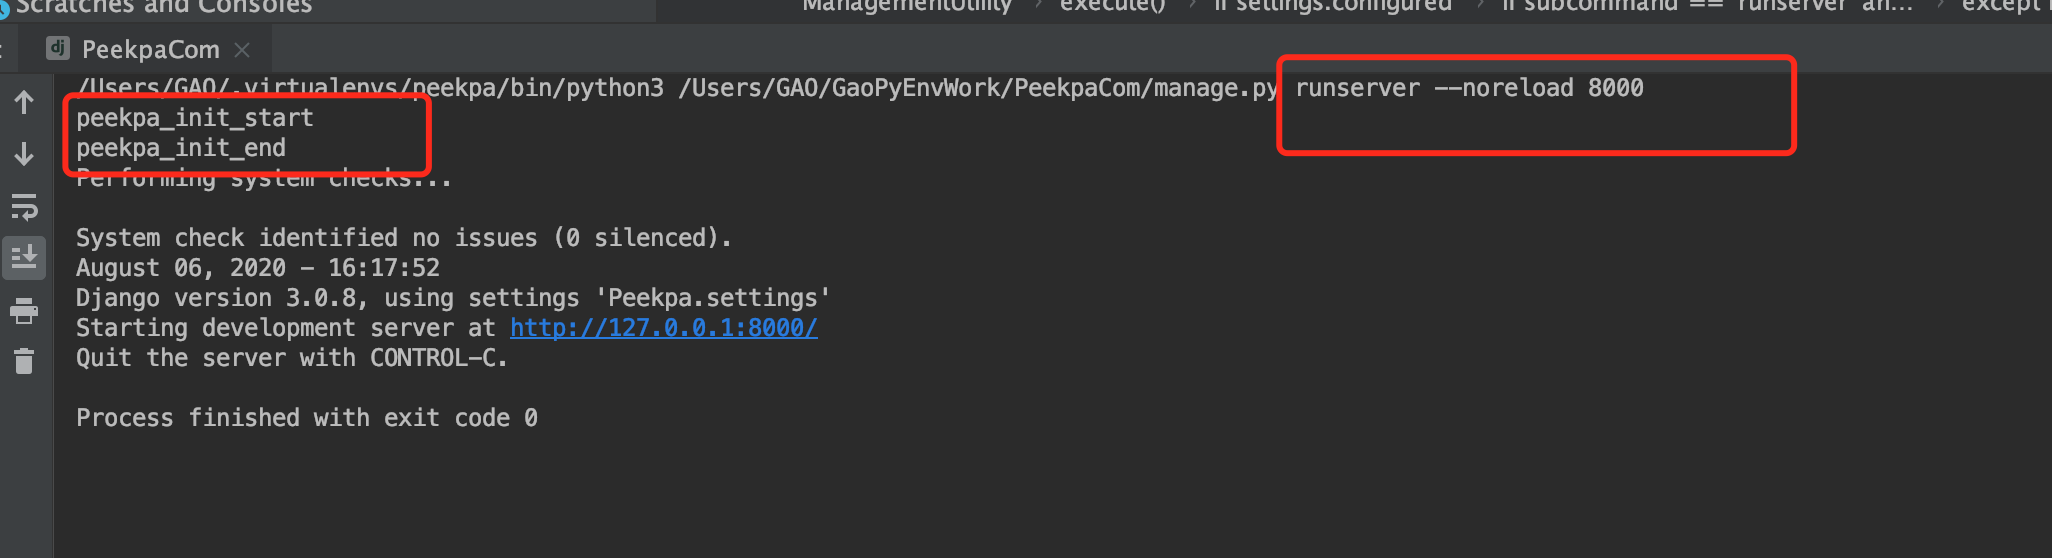 Scratches and Consoles
ManagementUtility › execute() › if settings.configured › if subcommand == 'runserver' an... › except
PeekpaCom
/Users/GAO/.virtualenvs/peekpa/bin/python3 /Users/GAO/GaoPyEnvWork/PeekpaCom/manage.py runserver --noreload 8000
peekpa_init_start
peekpa_init_end
Performing system checks...
System check identified no issues (0 silenced).
August 06, 2020 - 16:17:52
Django version 3.0.8, using settings 'Peekpa.settings'
Starting development server at http://127.0.0.1:8000/
Quit the server with CONTROL-C.
Process finished with exit code 0